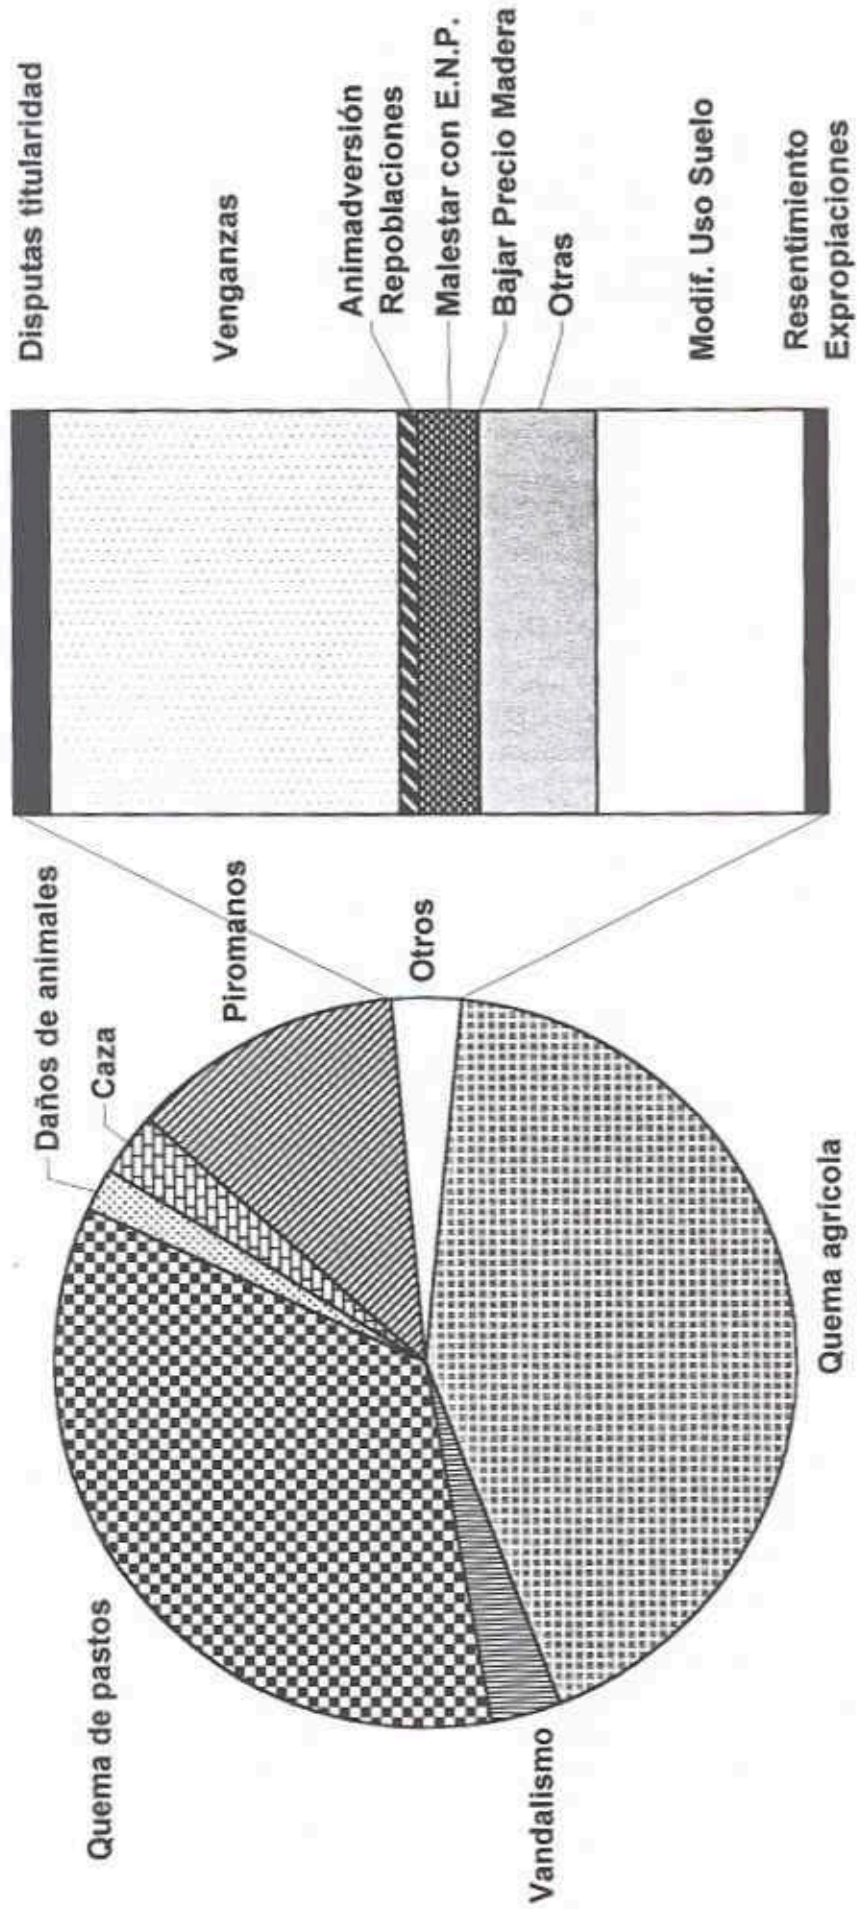 Quema de pastos
Daños de animales
Caza
Piromanos
Otros
Quema agrícola
Vandalismo
Disputas titularidad
Venganzas
Animadversión
Repoblaciones
Malestar con E.N.P.
Bajar Precio Madera
Otras
Modif. Uso Suelo
Resentimiento
Expropiaciones